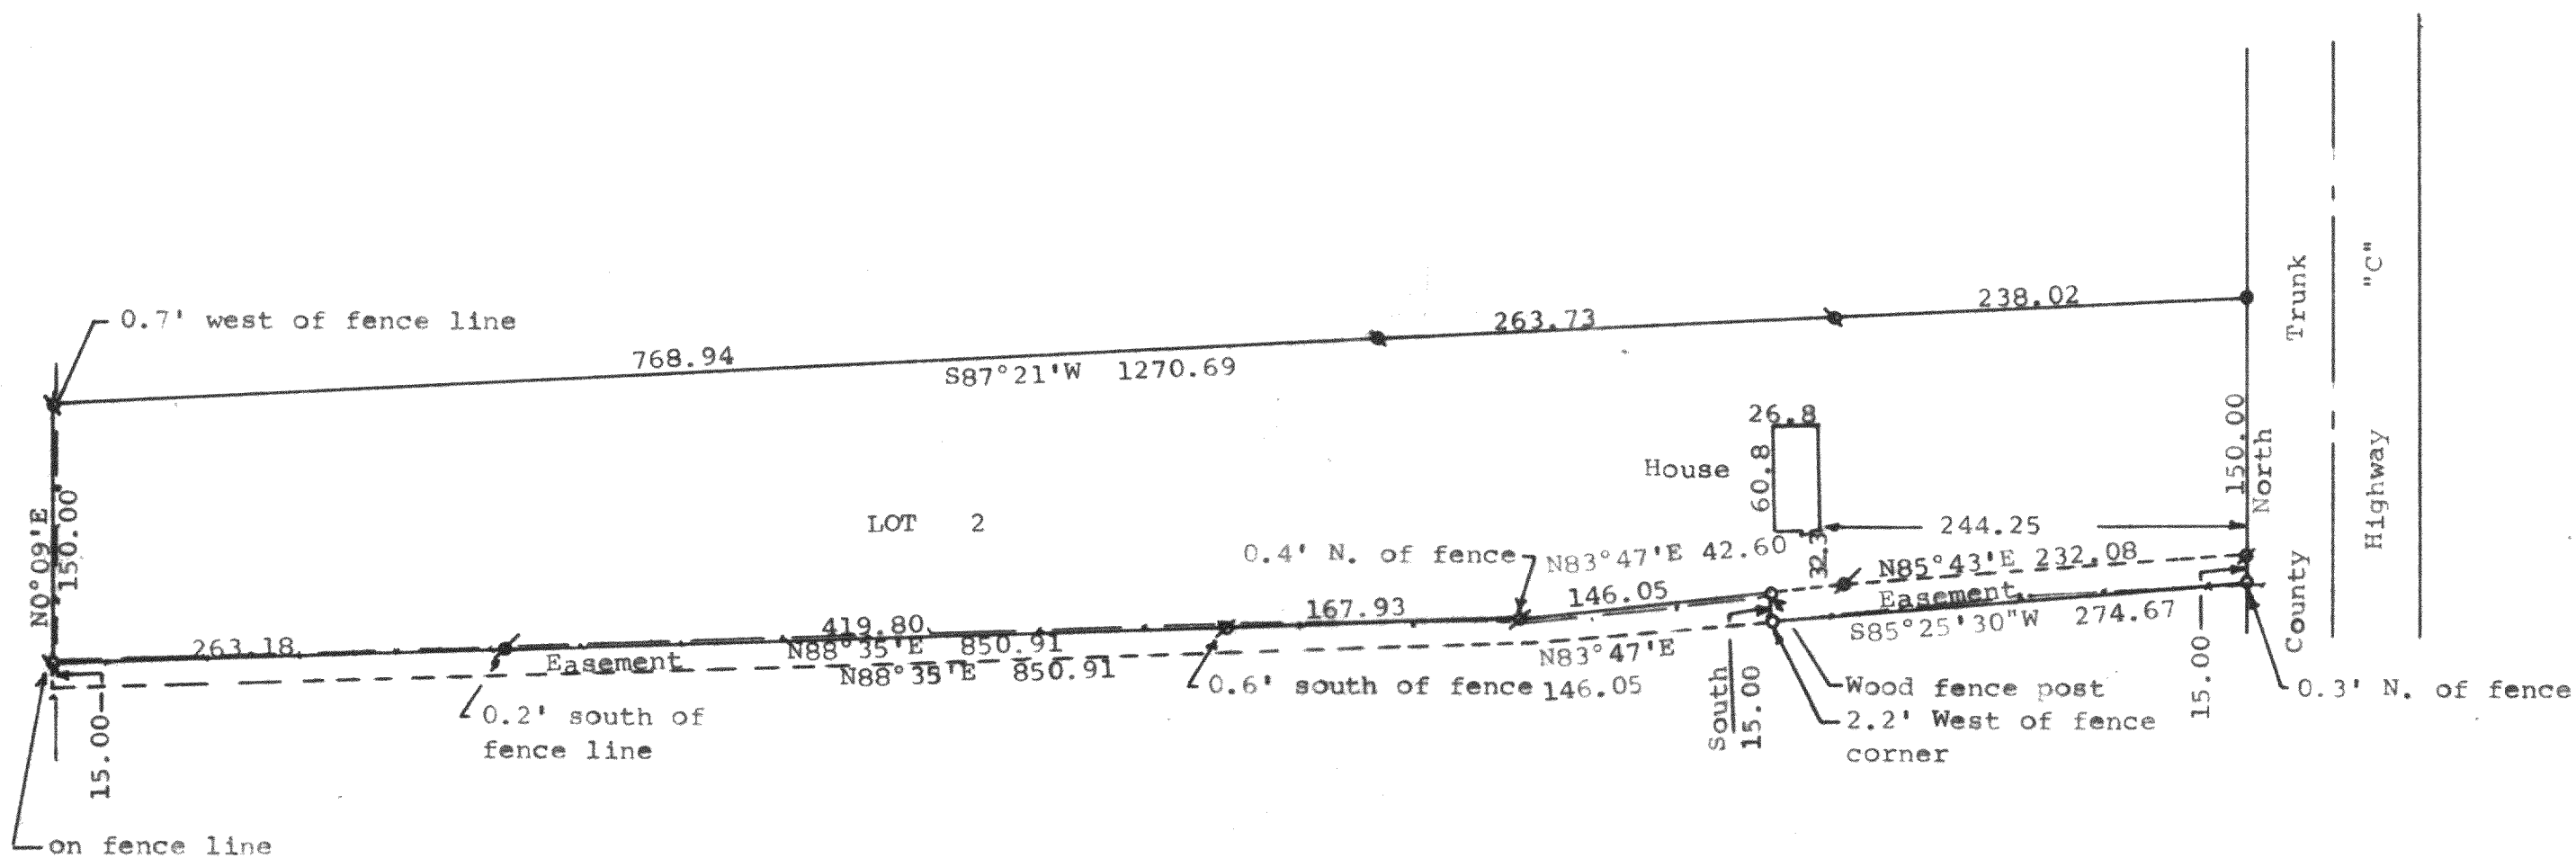 0.7' west of fence line
768.94
S87°21'W 1270.69
263.73
238.02
Trunk
"C"
County
Highway
150.00
North
26.8
House
60.8
32.3
244.25
LOT 2
N0°09'E
150.00
0.4' N. of fence
N83°47'E 42.60
N85°43'E 232.08
146.05
Easement
S85°25'30"W 274.67
263.18
419.80
167.93
N88°35'E 850.91
Easement
N88°35'E 850.91
N83°47'E
146.05
0.6' south of fence
0.2' south of
fence line
South
15.00
Wood fence post
2.2' West of fence
corner
15.00
0.3' N. of fence
15.00
on fence line